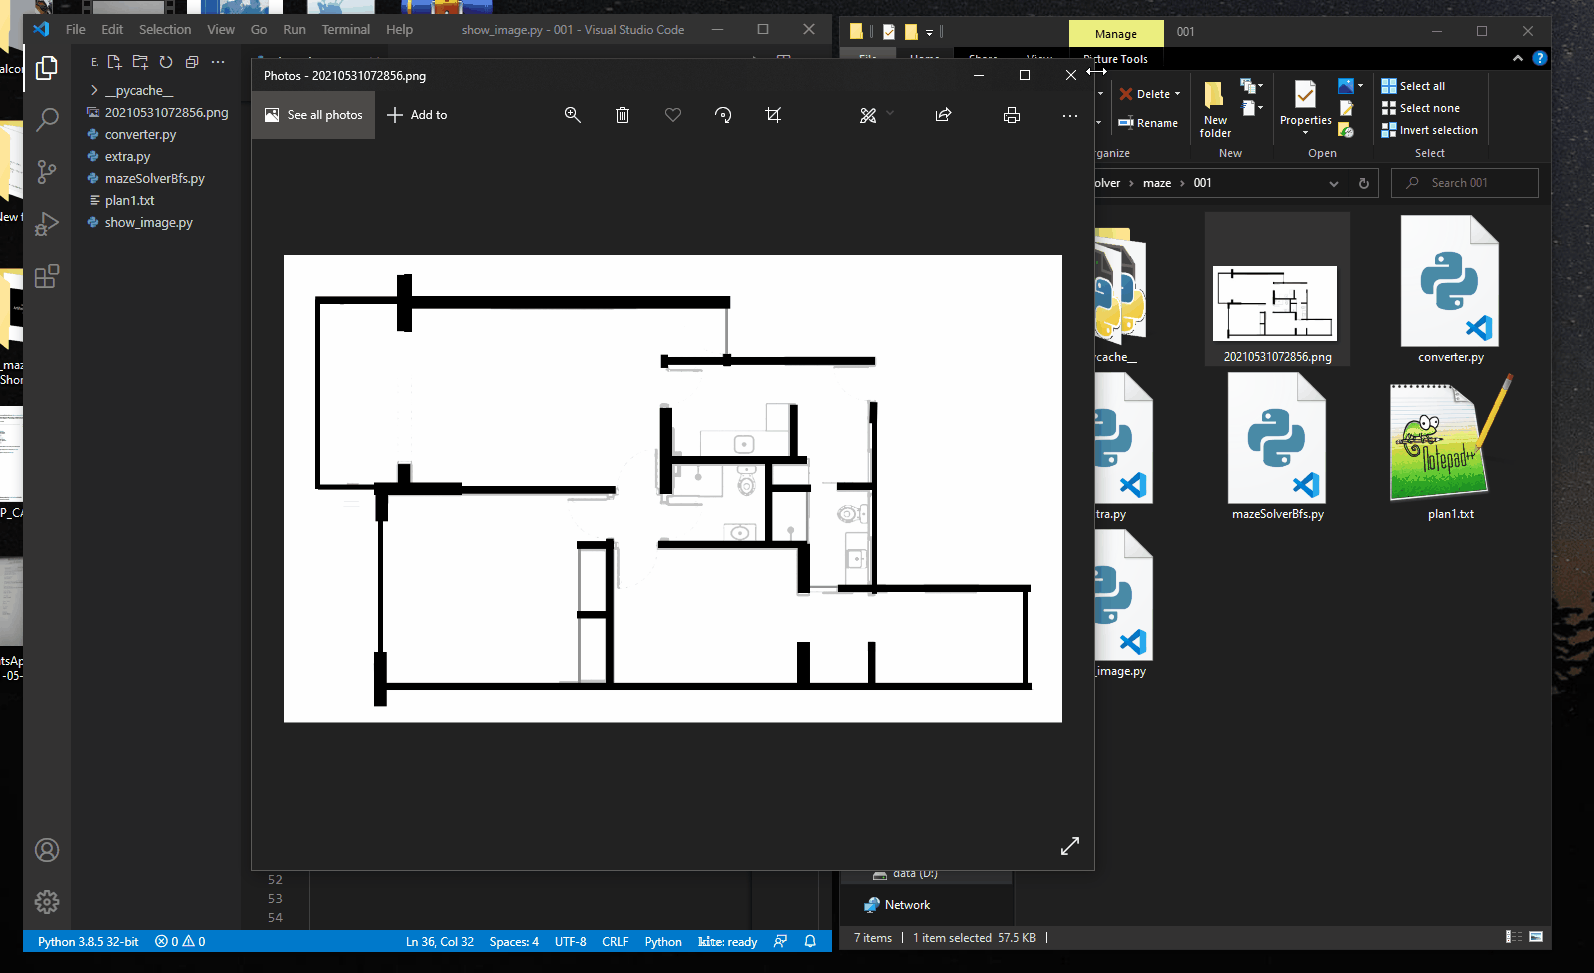 File Edit Selection View Go Run Terminal Help
show_image.py - 001 - Visual Studio Code
E
__pycache__
20210531072856.png
converter.py
extra.py
mazeSolverBfs.py
plan1.txt
show_image.py
52
53
54
Python 3.8.5 32-bit 0 0
Ln 36, Col 32 Spaces: 4 UTF-8 CRLF Python kite: ready
Photos - 20210531072856.png
See all photos
Add to
Manage
001
Picture Tools
Delete
Rename
New folder
Properties
Select all
Select none
Invert selection
New
Open
Select
olver › maze › 001
Search 001
cache__
20210531072856.png
converter.py
tra.py
mazeSolverBfs.py
Notepad++
plan1.txt
_image.py
data (D:)
Network
7 items
1 item selected 57.5 KB